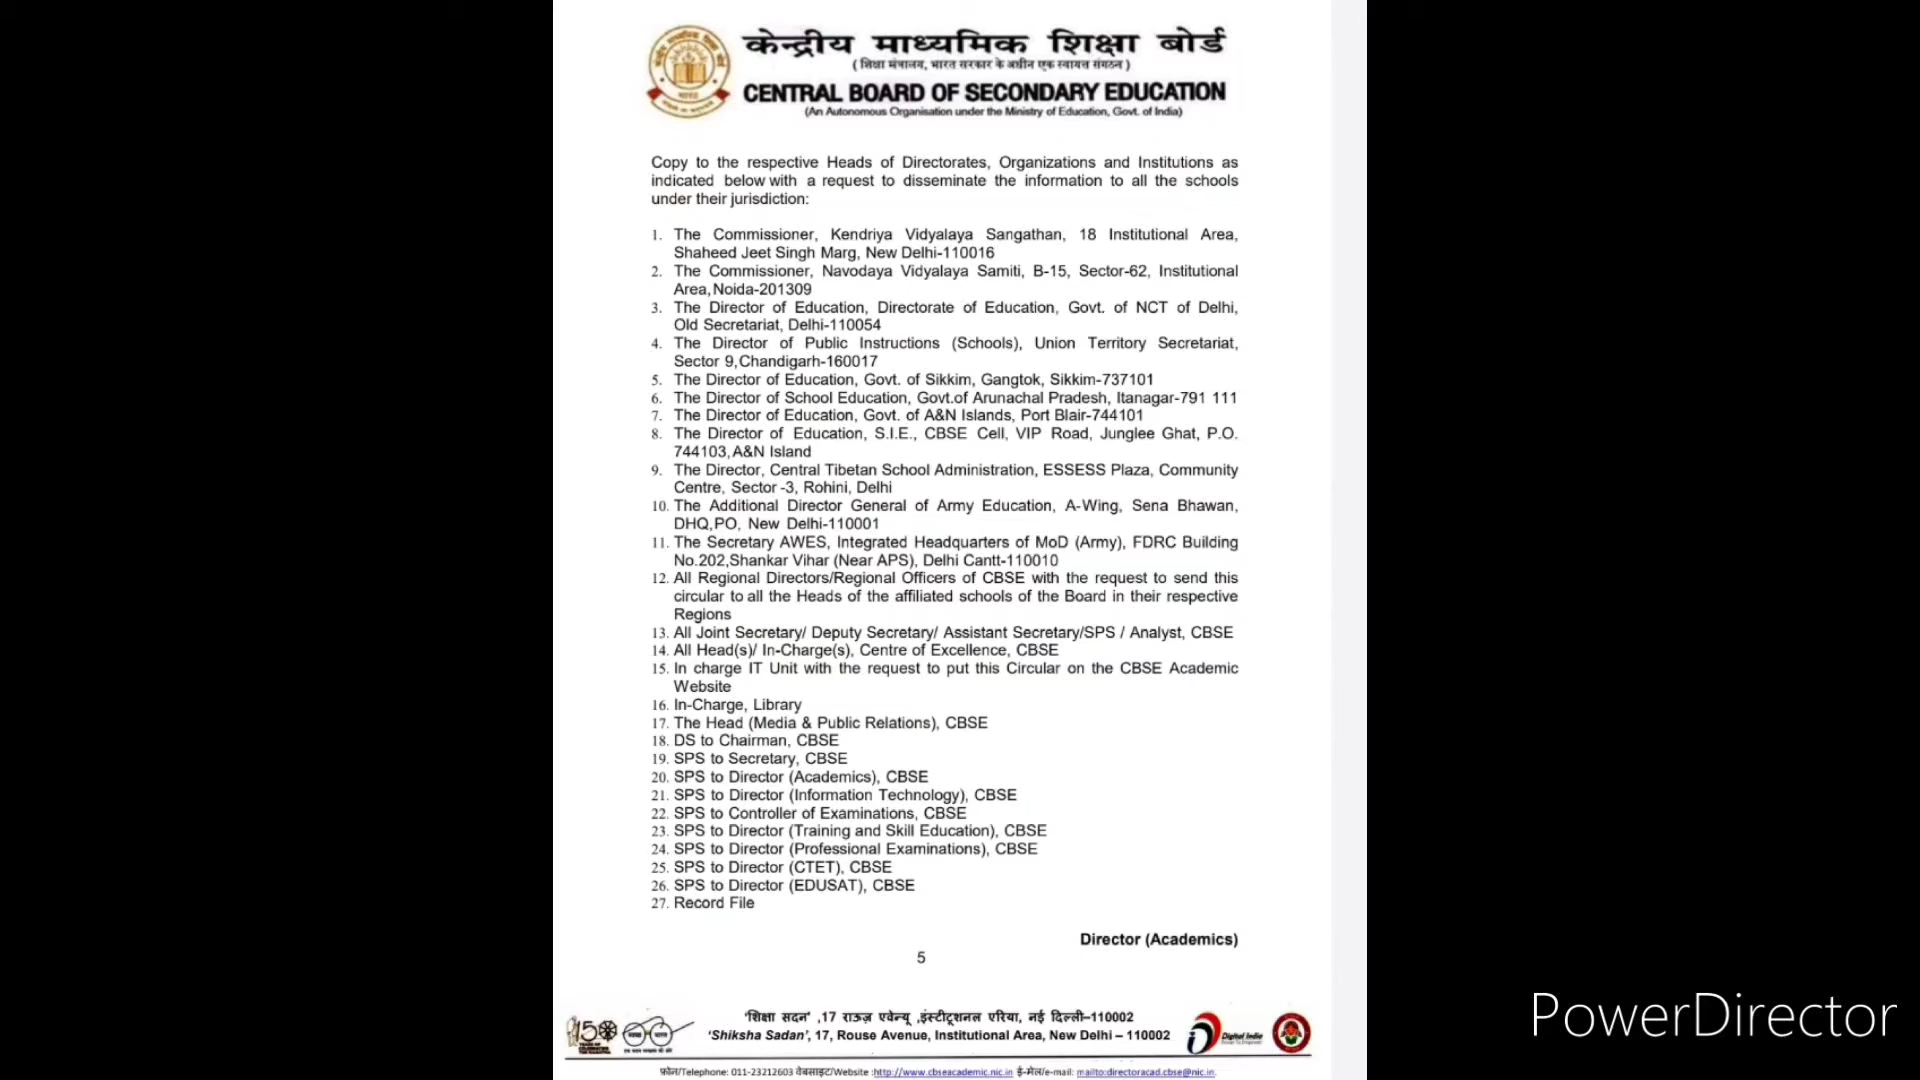 केन्द्रीय माध्यमिक शिक्षा बोर्ड
( शिक्षा मंत्रालय, भारत सरकार के अधीन एक स्वायत्त संगठन )
CENTRAL BOARD OF SECONDARY EDUCATION
(An Autonomous Organisation under the Ministry of Education, Govt. of India)
Copy to the respective Heads of Directorates, Organizations and Institutions as
indicated below with a request to disseminate the information to all the schools
under their jurisdiction:
1. The Commissioner, Kendriya Vidyalaya Sangathan, 18 Institutional Area,
Shaheed Jeet Singh Marg, New Delhi-110016
2. The Commissioner, Navodaya Vidyalaya Samiti, B-15, Sector-62, Institutional
Area,Noida-201309
3. The Director of Education, Directorate of Education, Govt. of NCT of Delhi,
Old Secretariat, Delhi-110054
4. The Director of Public Instructions (Schools), Union Territory Secretariat,
Sector 9,Chandigarh-160017
5. The Director of Education, Govt. of Sikkim, Gangtok, Sikkim-737101
6. The Director of School Education, Govt.of Arunachal Pradesh, Itanagar-791 111
7. The Director of Education, Govt. of A&N Islands, Port Blair-744101
8. The Director of Education, S.I.E., CBSE Cell, VIP Road, Junglee Ghat, P.O.
744103,A&N Island
9. The Director, Central Tibetan School Administration, ESSESS Plaza, Community
Centre, Sector -3, Rohini, Delhi
10. The Additional Director General of Army Education, A-Wing, Sena Bhawan,
DHQ,PO, New Delhi-110001
11. The Secretary AWES, Integrated Headquarters of MoD (Army), FDRC Building
No.202,Shankar Vihar (Near APS), Delhi Cantt-110010
12. All Regional Directors/Regional Officers of CBSE with the request to send this
circular to all the Heads of the affiliated schools of the Board in their respective
Regions
13. All Joint Secretary/ Deputy Secretary/ Assistant Secretary/SPS / Analyst, CBSE
14. All Head(s)/ In-Charge(s), Centre of Excellence, CBSE
15. In charge IT Unit with the request to put this Circular on the CBSE Academic
Website
16. In-Charge, Library
17. The Head (Media & Public Relations), CBSE
18. DS to Chairman, CBSE
19. SPS to Secretary, CBSE
20. SPS to Director (Academics), CBSE
21. SPS to Director (Information Technology), CBSE
22. SPS to Controller of Examinations, CBSE
23. SPS to Director (Training and Skill Education), CBSE
24. SPS to Director (Professional Examinations), CBSE
25. SPS to Director (CTET), CBSE
26. SPS to Director (EDUSAT), CBSE
27. Record File
Director (Academics)
5
'शिक्षा सदन' ,17 राऊज़ एवेन्यू ,इंस्टीटूशनल एरिया, नई दिल्ली–110002
'Shiksha Sadan', 17, Rouse Avenue, Institutional Area, New Delhi – 110002
Digital India
फ़ोन/Telephone: 011-23212603 वेबसाइट/Website :http://www.cbseacademic.nic.in ई-मेल/e-mail: mailto:directoracad.cbse@nic.in.
PowerDirector